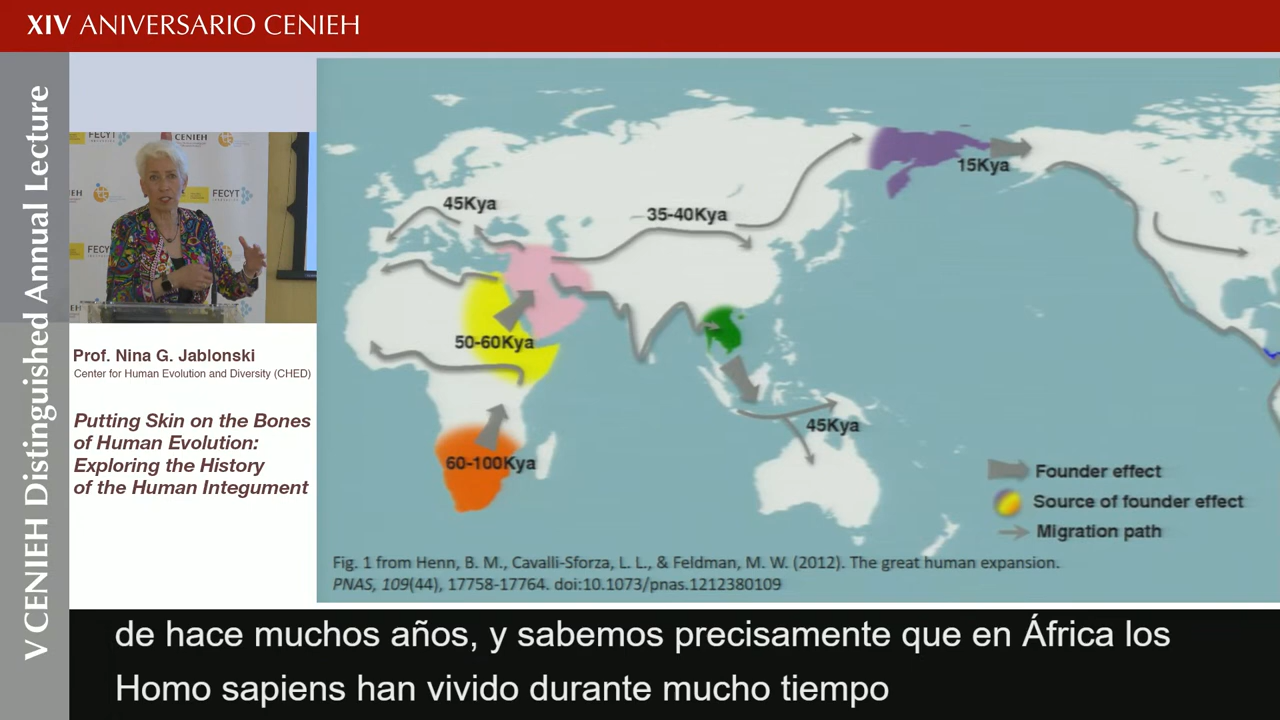 XIV ANIVERSARIO CENIEH
V CENIEH Distinguished Annual Lecture
CENIEH
FECYT
FECYT
Prof. Nina G. Jablonski
Center for Human Evolution and Diversity (CHED)
Putting Skin on the Bones
of Human Evolution:
Exploring the History
of the Human Integument
45Kya
35-40Kya
15Kya
50-60Kya
45Kya
60-100Kya
Founder effect
Source of founder effect
Migration path
Fig. 1 from Henn, B. M., Cavalli-Sforza, L. L., & Feldman, M. W. (2012). The great human expansion.
PNAS, 109(44), 17758-17764. doi:10.1073/pnas.1212380109
de hace muchos años, y sabemos precisamente que en África los
Homo sapiens han vivido durante mucho tiempo